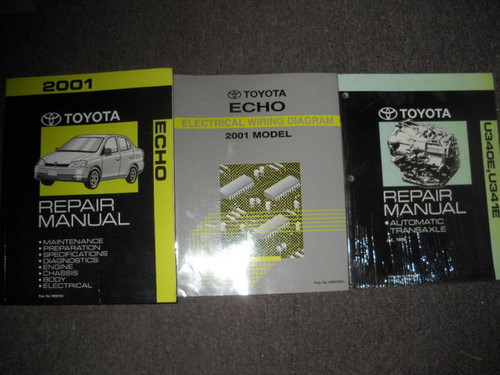 2001
TOYOTA
REPAIR
MANUAL
• MAINTENANCE
• PREPARATION
• SPECIFICATIONS
• DIAGNOSTICS
• ENGINE
• CHASSIS
• BODY
• ELECTRICAL
ECHO
TOYOTA
ECHO
ELECTRICAL WIRING DIAGRAM
2001 MODEL
TOYOTA
REPAIR
MANUAL
• AUTOMATIC
TRANSAXLE
U340E, U341E